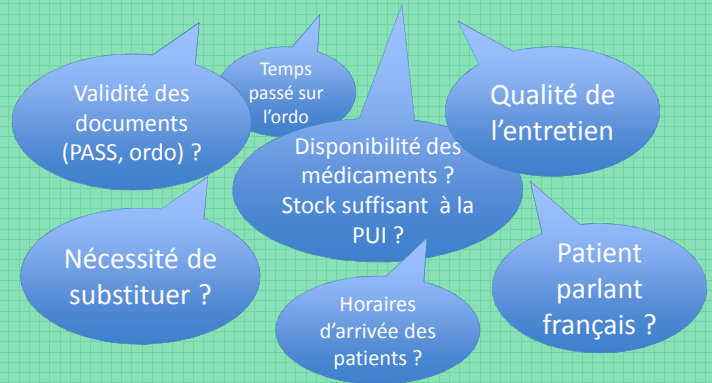 Validité des
documents
(PASS, ordo) ?
Temps
passé sur
l'ordo
Disponibilité des
médicaments ?
Stock suffisant à la
PUI ?
Qualité de
l'entretien
Nécessité de
substituer ?
Horaires
d'arrivée des
patients ?
Patient
parlant
français ?